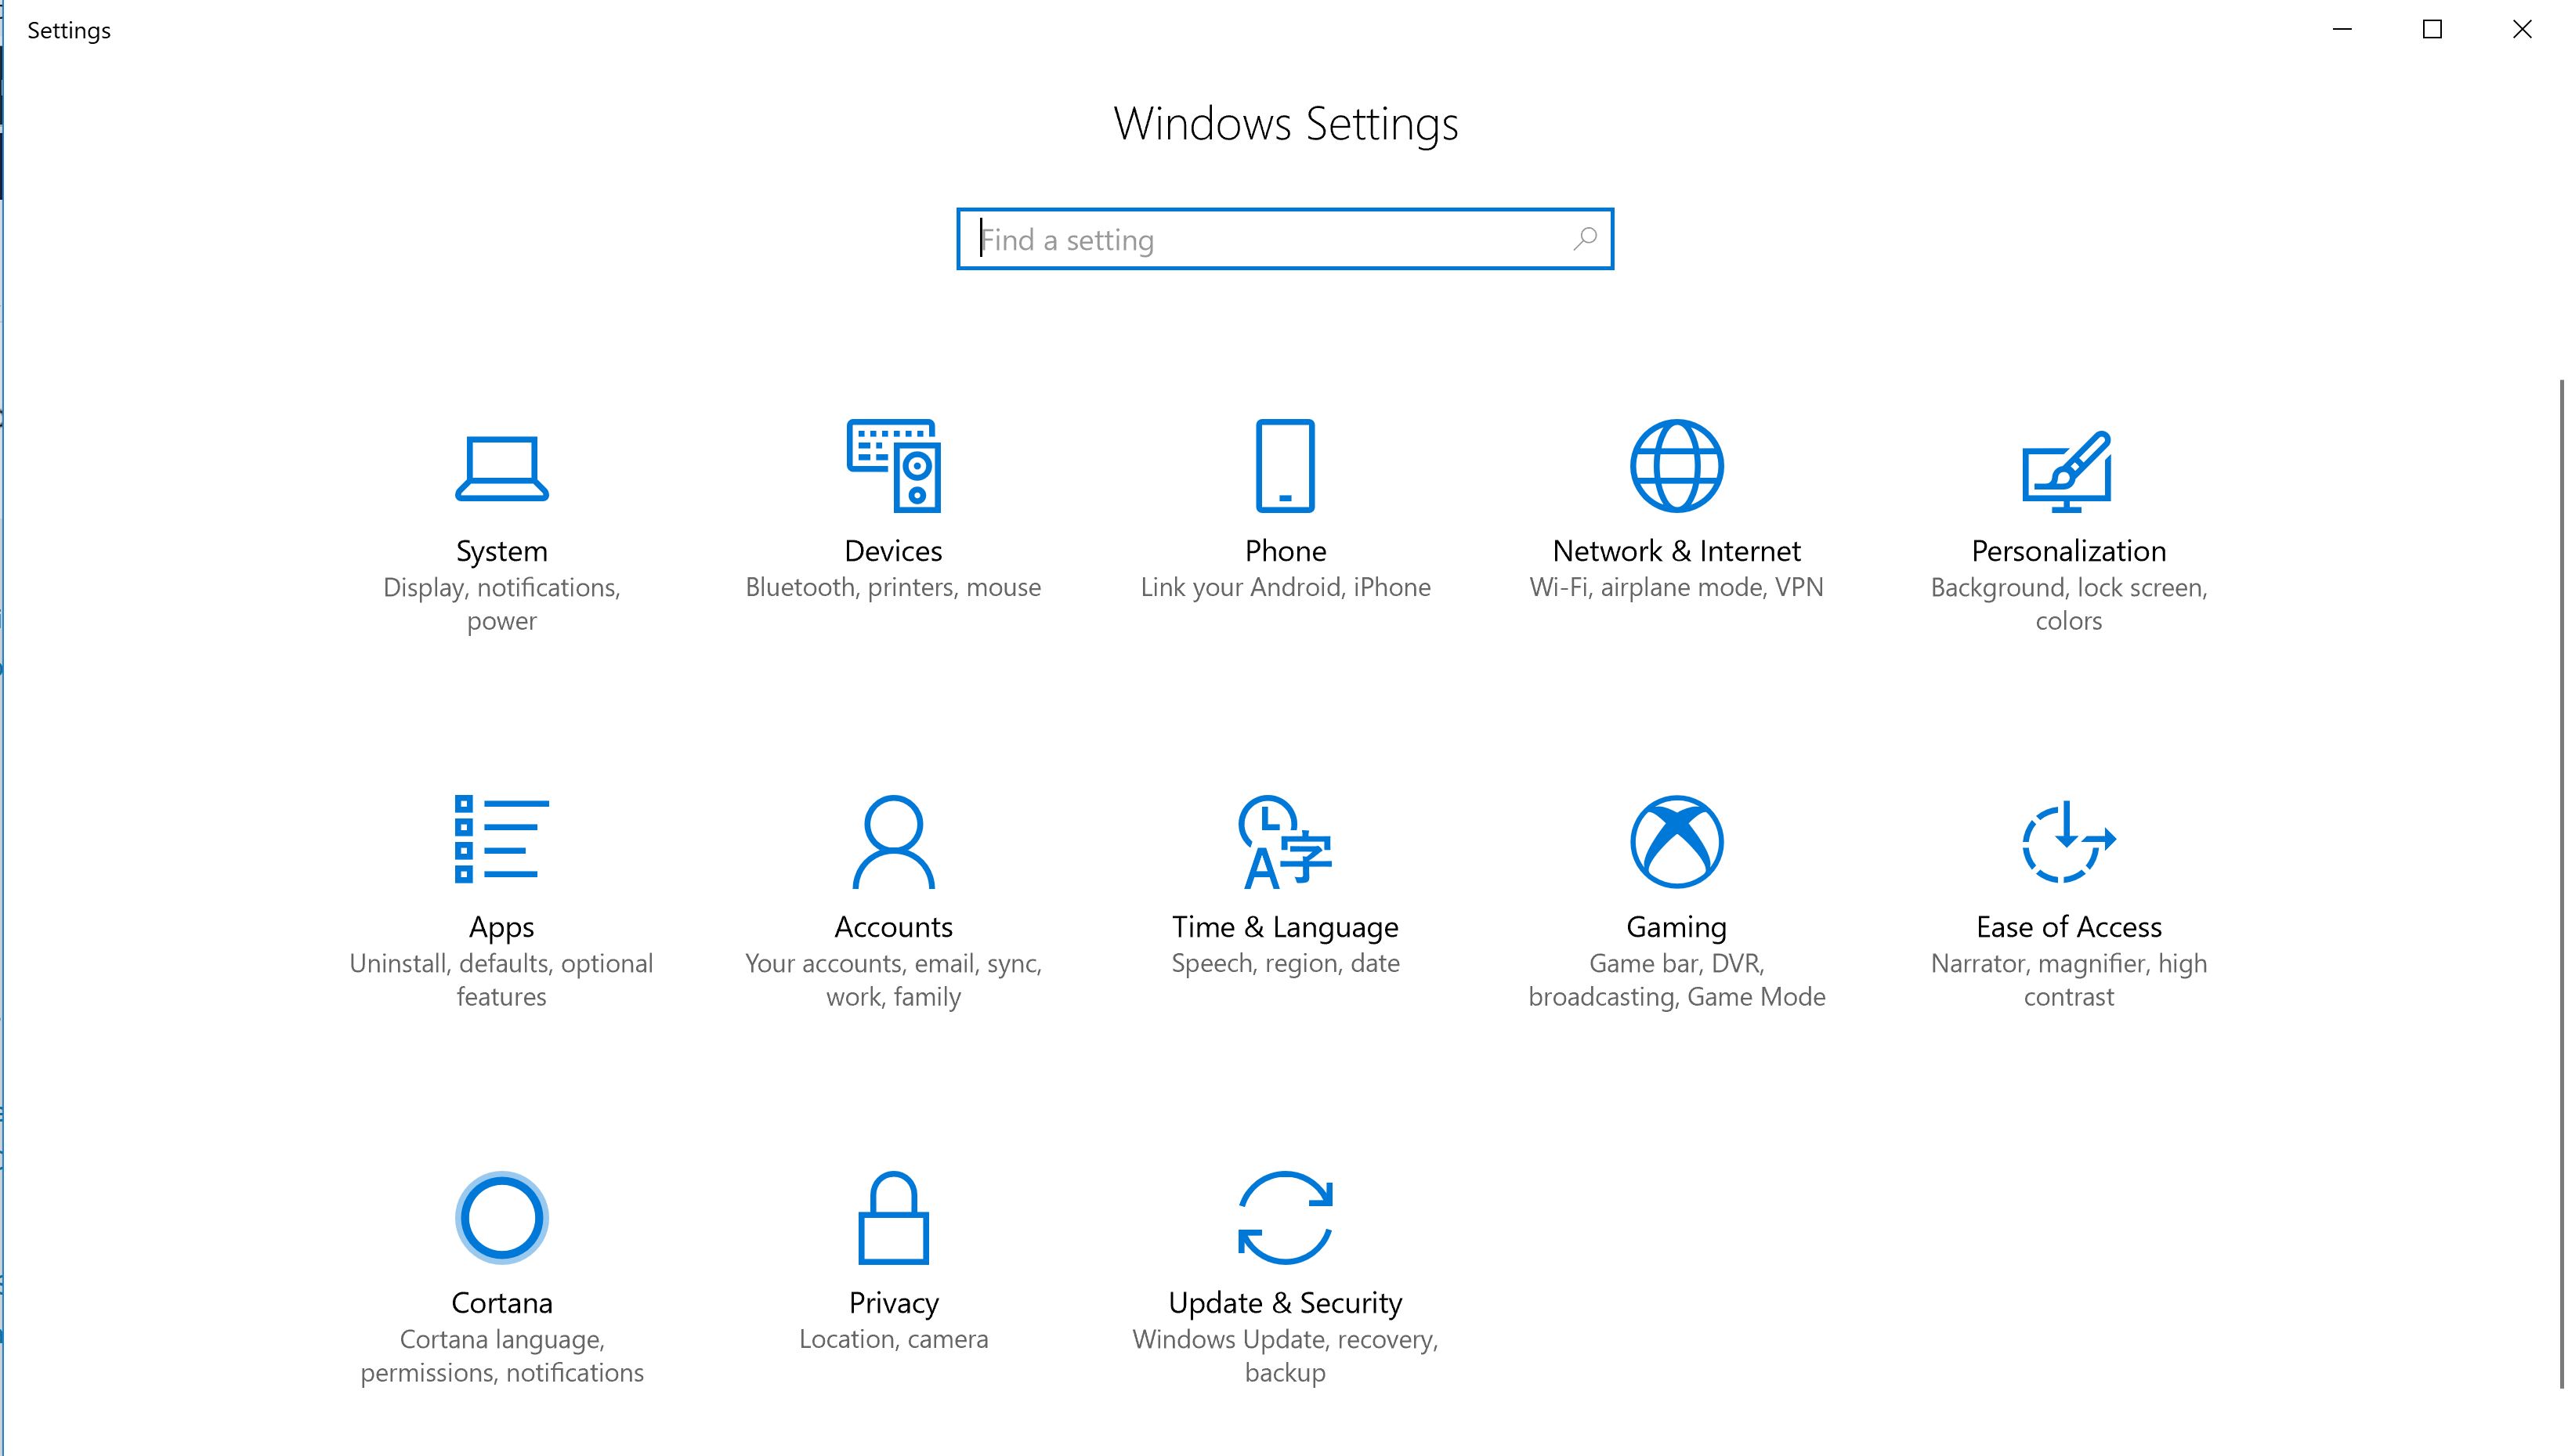 Settings
Windows Settings
Find a setting
System
Display, notifications,
power
Devices
Bluetooth, printers, mouse
Phone
Link your Android, iPhone
Network & Internet
Wi-Fi, airplane mode, VPN
Personalization
Background, lock screen,
colors
Apps
Uninstall, defaults, optional
features
Accounts
Your accounts, email, sync,
work, family
A字
Time & Language
Speech, region, date
Gaming
Game bar, DVR,
broadcasting, Game Mode
Ease of Access
Narrator, magnifier, high
contrast
Cortana
Cortana language,
permissions, notifications
Privacy
Location, camera
Update & Security
Windows Update, recovery,
backup